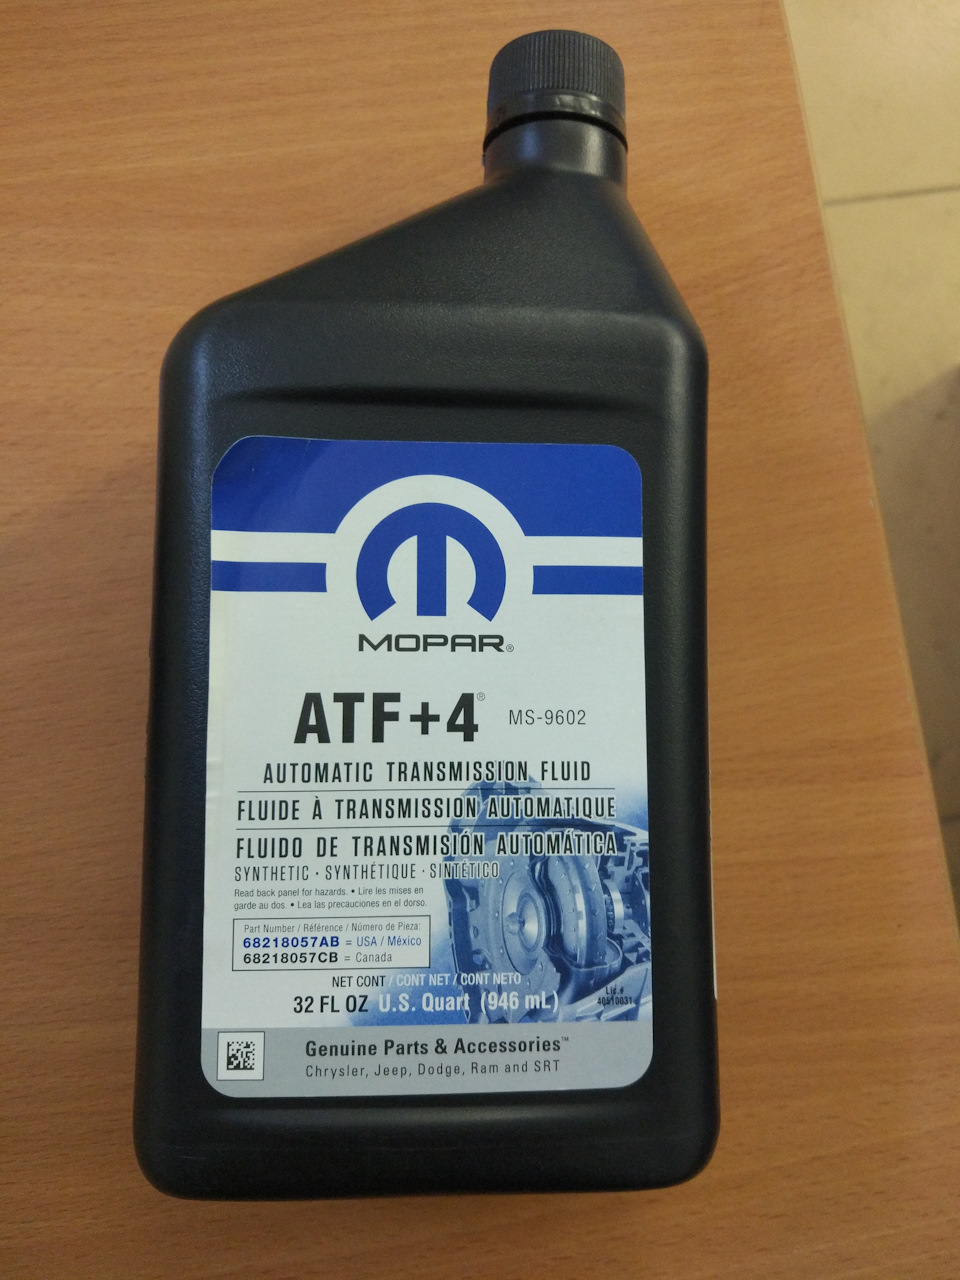 MOPAR®
ATF+4® MS-9602
AUTOMATIC TRANSMISSION FLUID
FLUIDE À TRANSMISSION AUTOMATIQUE
FLUIDO DE TRANSMISIÓN AUTOMÁTICA
SYNTHETIC · SYNTHÉTIQUE · SINTÉTICO
Read back panel for hazards. • Lire les mises en
garde au dos. • Lea las precauciones en el dorso.
Part Number / Référence / Número de Pieza:
68218057AB = USA / México
68218057CB = Canada
NET CONT / CONT NET / CONT NETO
32 FL OZ U.S. Quart (946 mL)
Lic.#
40510031
Genuine Parts & Accessories™
Chrysler, Jeep, Dodge, Ram and SRT